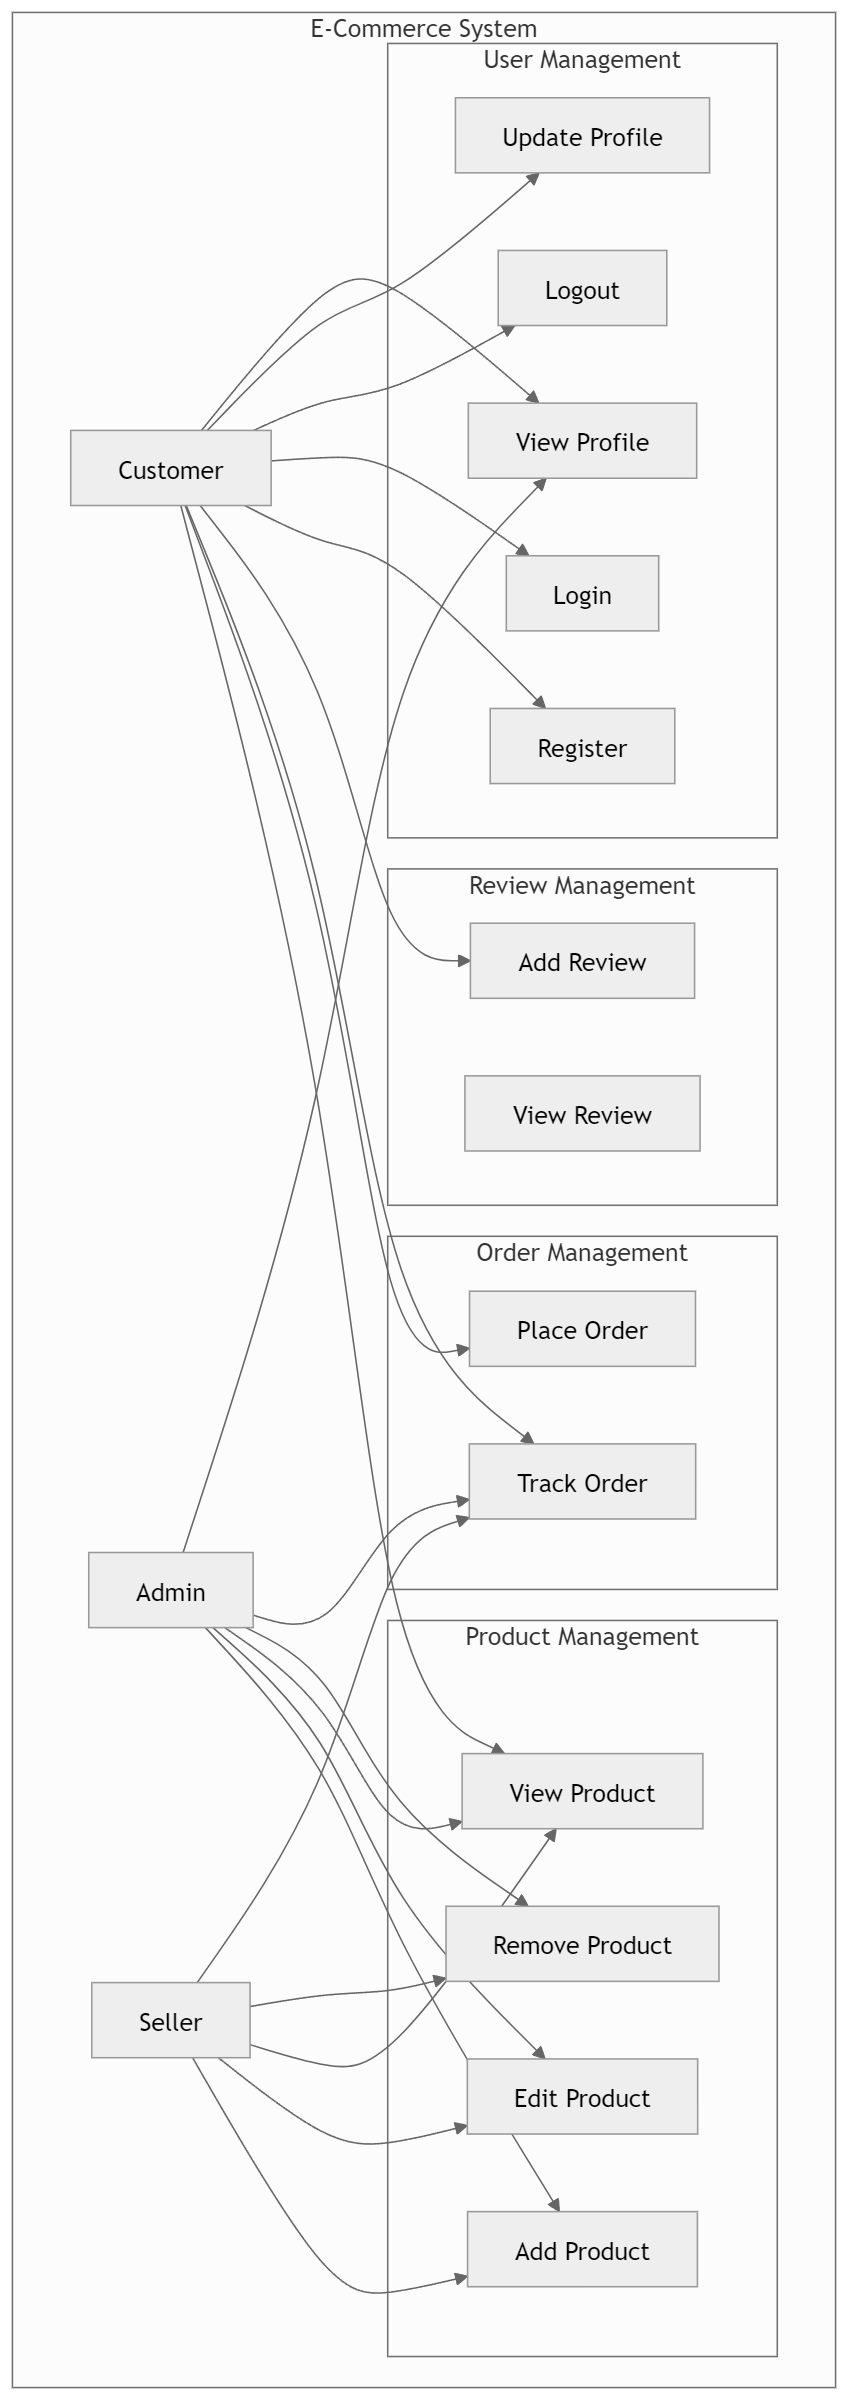 E-Commerce System
User Management
Update Profile
Logout
View Profile
Customer
Login
Register
Review Management
Add Review
View Review
Order Management
Place Order
Track Order
Admin
Product Management
View Product
Remove Product
Seller
Edit Product
Add Product